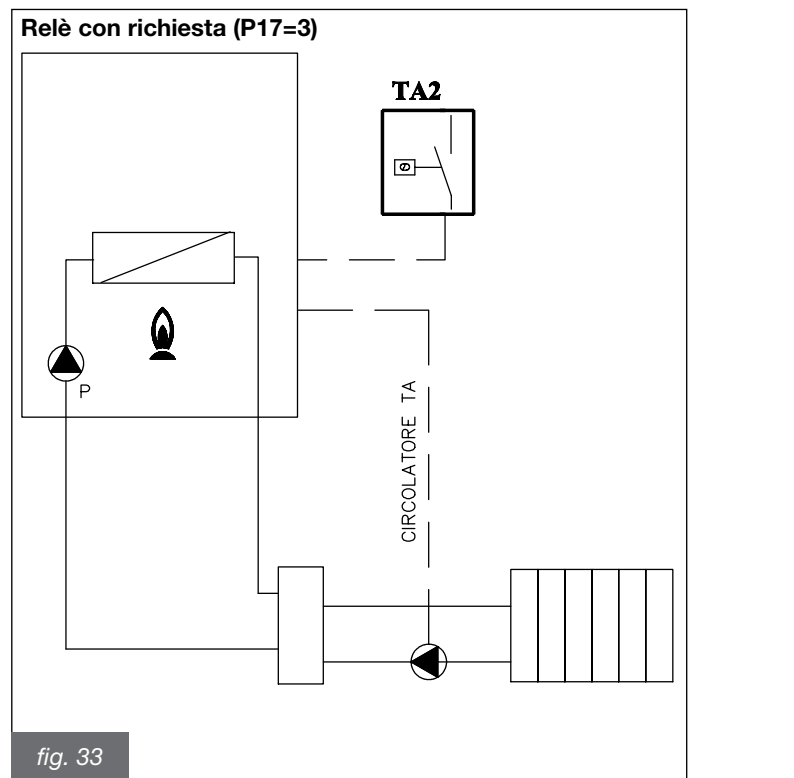 Relè con richiesta (P17=3)
TA2
P
CIRCOLATORE TA
fig. 33